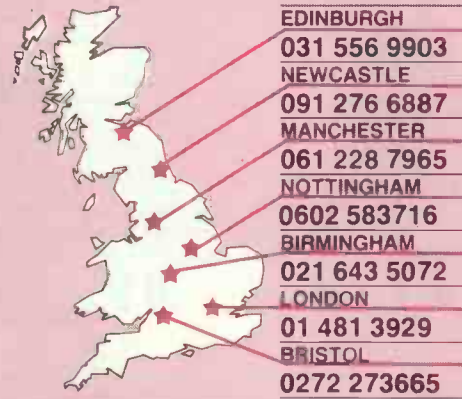 EDINBURGH
031 556 9903
NEWCASTLE
091 276 6887
MANCHESTER
061 228 7965
NOTTINGHAM
0602 583716
BIRMINGHAM
021 643 5072
LONDON
01 481 3929
BRISTOL
0272 273665